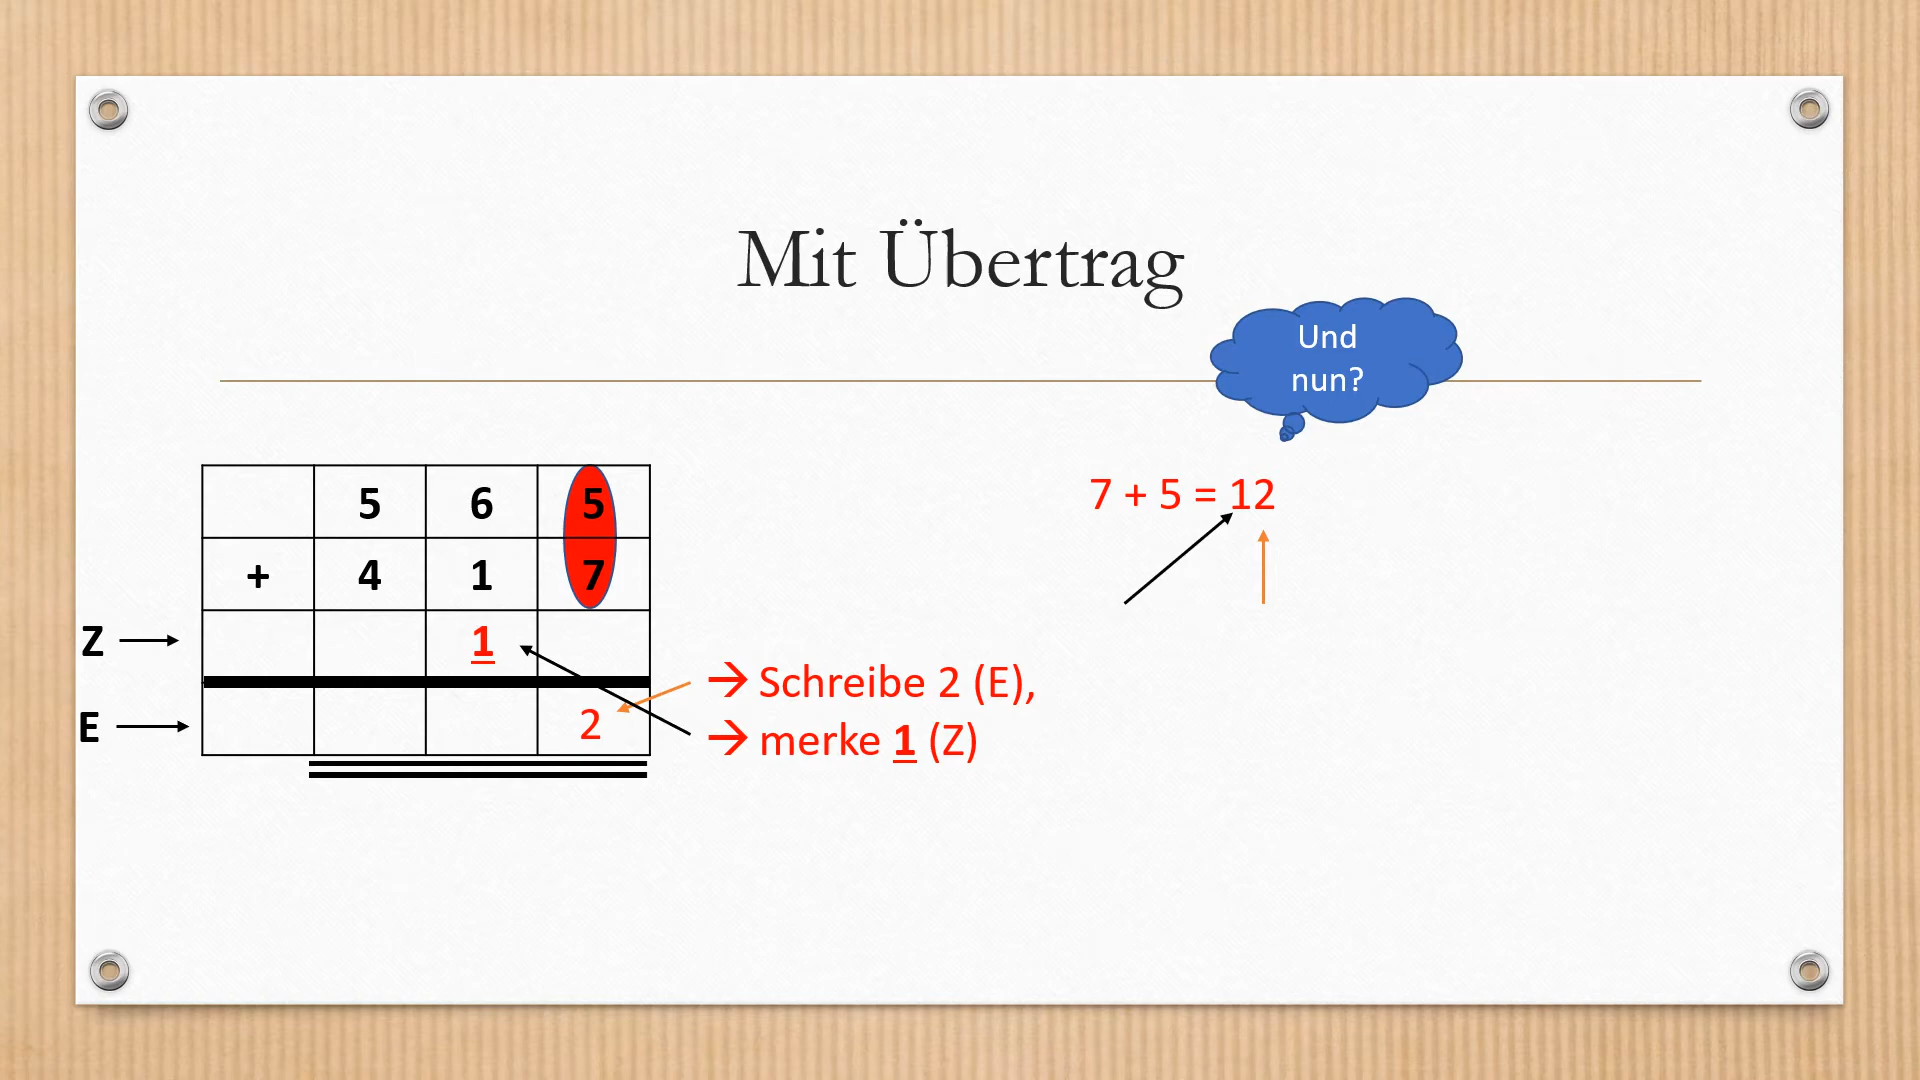 Mit Übertrag
Und
nun?
5 6 5
7 + 5 = 12
+ 4 1 7
Z → 1
→ Schreibe 2 (E),
E → 2
→ merke 1 (Z)